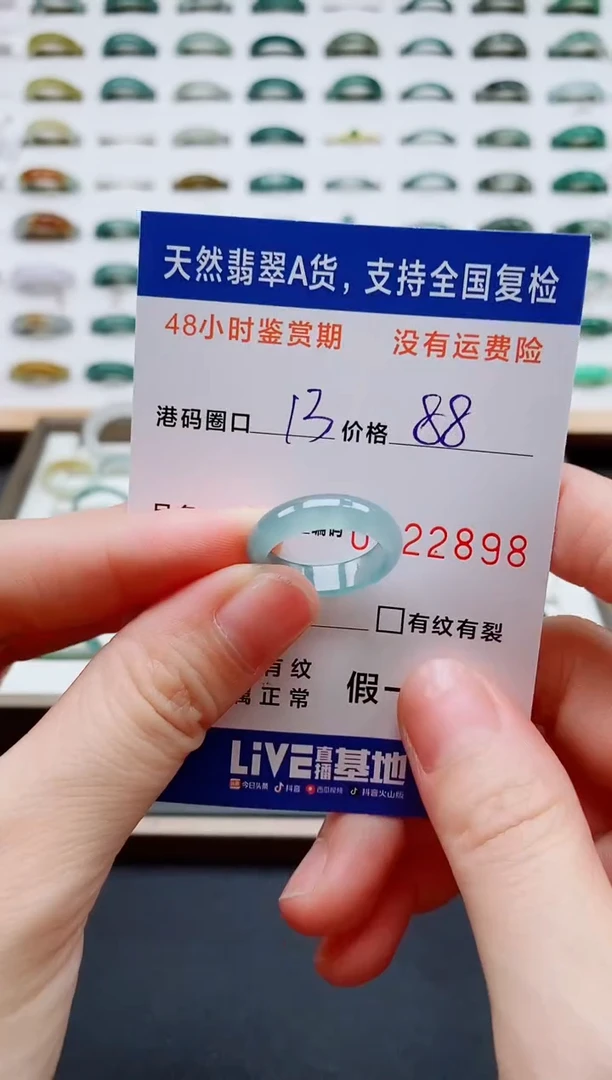 天然翡翠A货，支持全国复检
48小时鉴赏期 没有运费险
港码圈口 13 价格 88
22898
有纹有裂
有纹
正常 假一
LiVE直播基地
今日头条 抖音 西瓜视频 抖音火山版